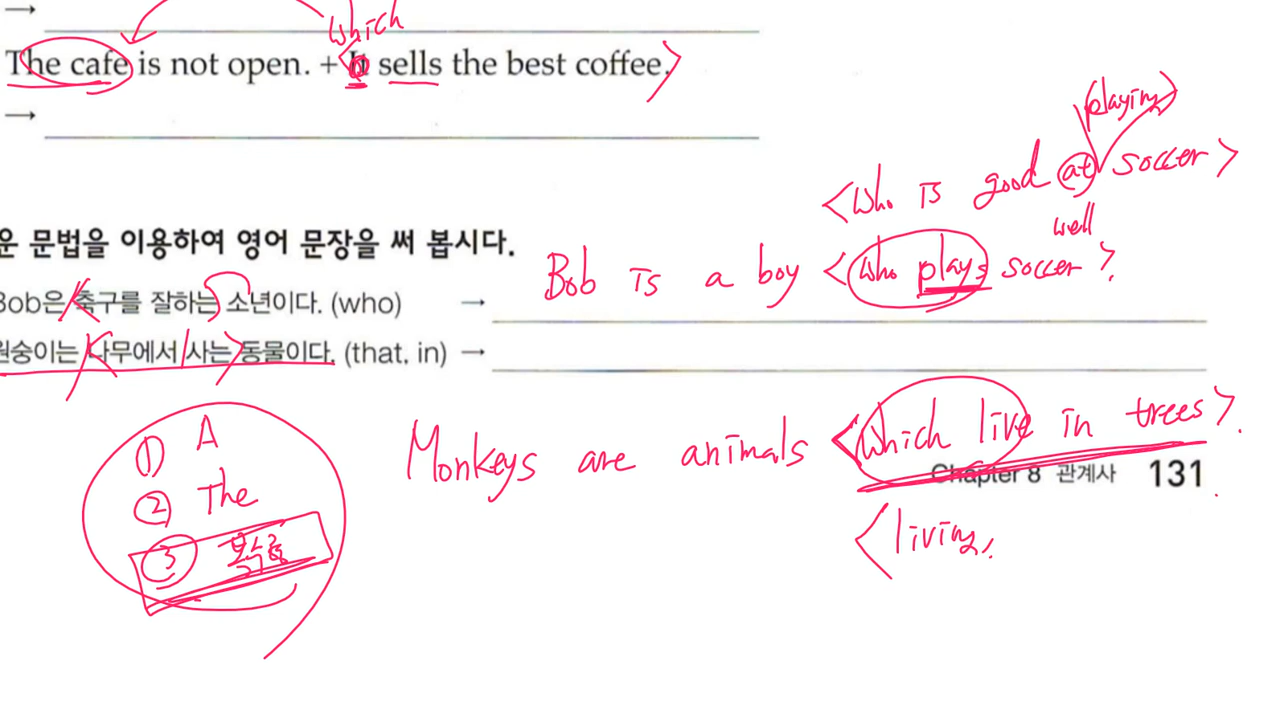 →
which
The cafe is not open. + It sells the best coffee.
→
(playing)
<who is good at soccer>
well
운 문법을 이용하여 영어 문장을 써 봅시다.
Bob is a boy <who plays soccer>.
Bob은 축구를 잘하는 소년이다. (who) →
원숭이는 나무에서 사는 동물이다. (that, in) →
① A
Monkeys are animals <which live in trees>.
Chapter 8 관계사 131
② The
<living,
③